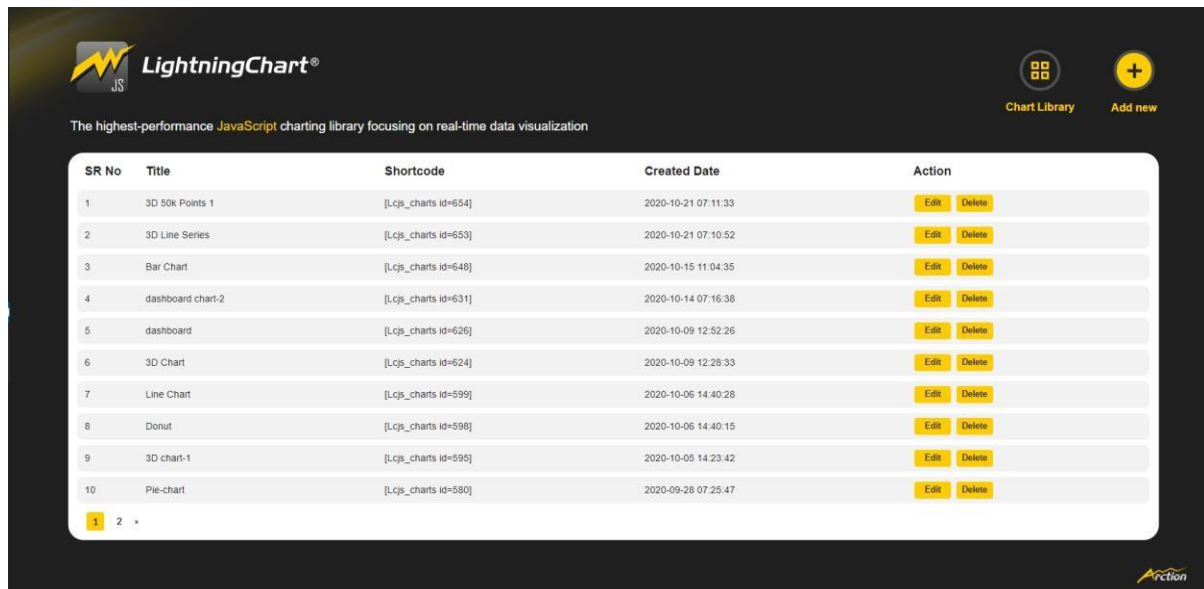 LightningChart®
JS
Chart Library
Add new
The highest-performance JavaScript charting library focusing on real-time data visualization
SR No Title Shortcode Created Date Action
1 3D 50k Points 1 [Lcjs_charts id=654] 2020-10-21 07:11:33 Edit Delete
2 3D Line Series [Lcjs_charts id=653] 2020-10-21 07:10:52 Edit Delete
3 Bar Chart [Lcjs_charts id=648] 2020-10-15 11:04:35 Edit Delete
4 dashboard chart-2 [Lcjs_charts id=631] 2020-10-14 07:16:38 Edit Delete
5 dashboard [Lcjs_charts id=626] 2020-10-09 12:52:26 Edit Delete
6 3D Chart [Lcjs_charts id=624] 2020-10-09 12:28:33 Edit Delete
7 Line Chart [Lcjs_charts id=599] 2020-10-06 14:40:28 Edit Delete
8 Donut [Lcjs_charts id=598] 2020-10-06 14:40:15 Edit Delete
9 3D chart-1 [Lcjs_charts id=595] 2020-10-05 14:23:42 Edit Delete
10 Pie-chart [Lcjs_charts id=580] 2020-09-28 07:25:47 Edit Delete
1 2 »
Arction